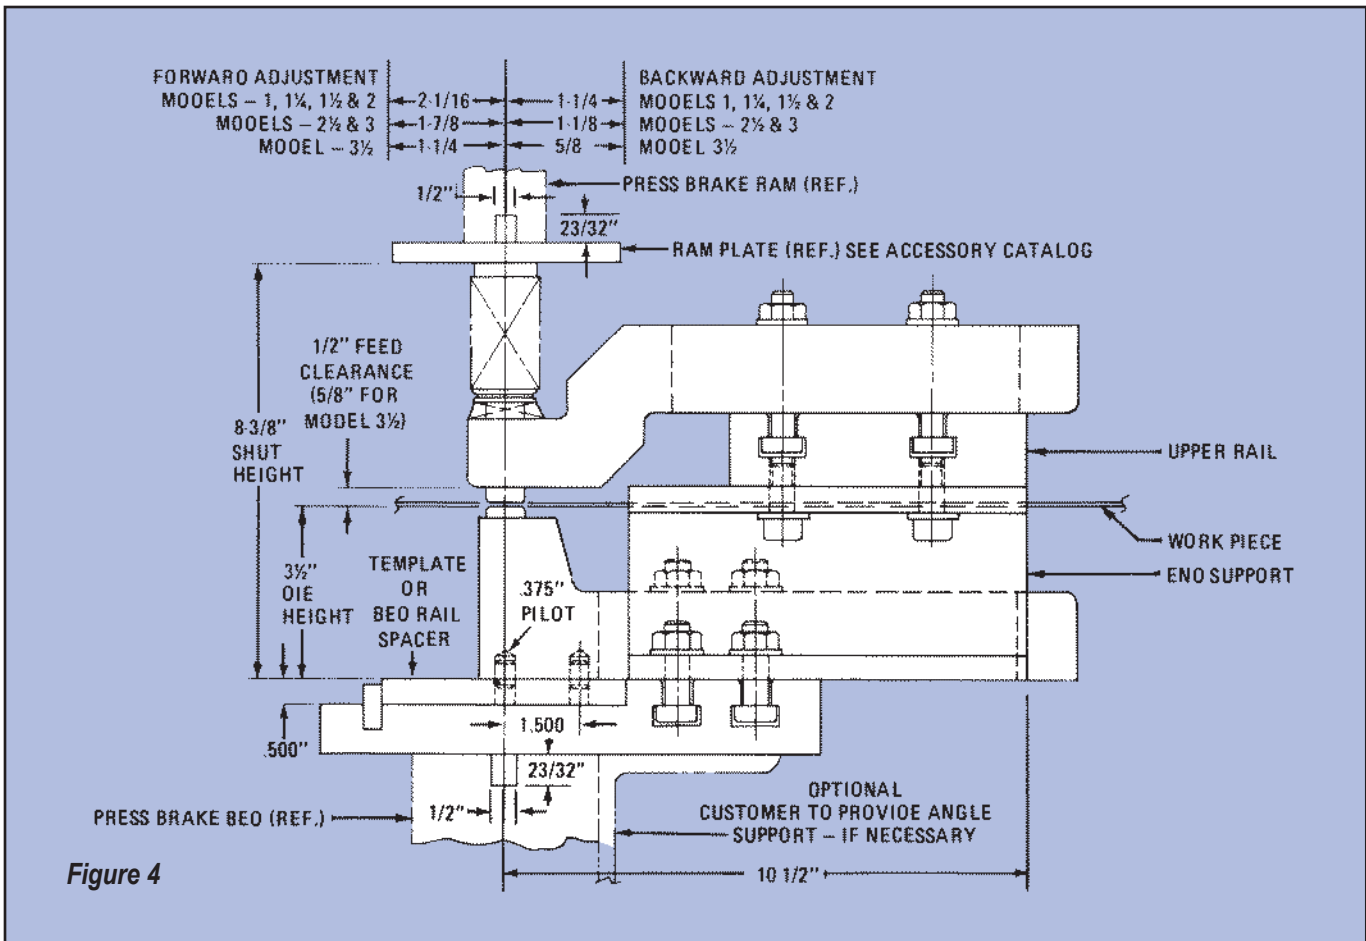 FORWARO ADJUSTMENT
MOOELS – 1, 1¼, 1½ & 2
MOOELS – 2½ & 3
MOOEL – 3½
2-1/16
1-7/8
1-1/4
1-1/4
1-1/8
5/8
BACKWARD ADJUSTMENT
MOOELS 1, 1¼, 1½ & 2
MOOELS – 2½ & 3
MOOEL 3½
1/2"
PRESS BRAKE RAM (REF.)
23/32"
RAM PLATE (REF.) SEE ACCESSORY CATALOG
1/2" FEED
CLEARANCE
(5/8" FOR
MODEL 3½)
8-3/8"
SHUT
HEIGHT
UPPER RAIL
WORK PIECE
ENO SUPPORT
3½"
OIE
HEIGHT
TEMPLATE
OR
BEO RAIL
SPACER
.375"
PILOT
.500"
1.500
23/32"
1/2"
PRESS BRAKE BEO (REF.)
OPTIONAL
CUSTOMER TO PROVIOE ANGLE
SUPPORT – IF NECESSARY
10 1/2"
Figure 4